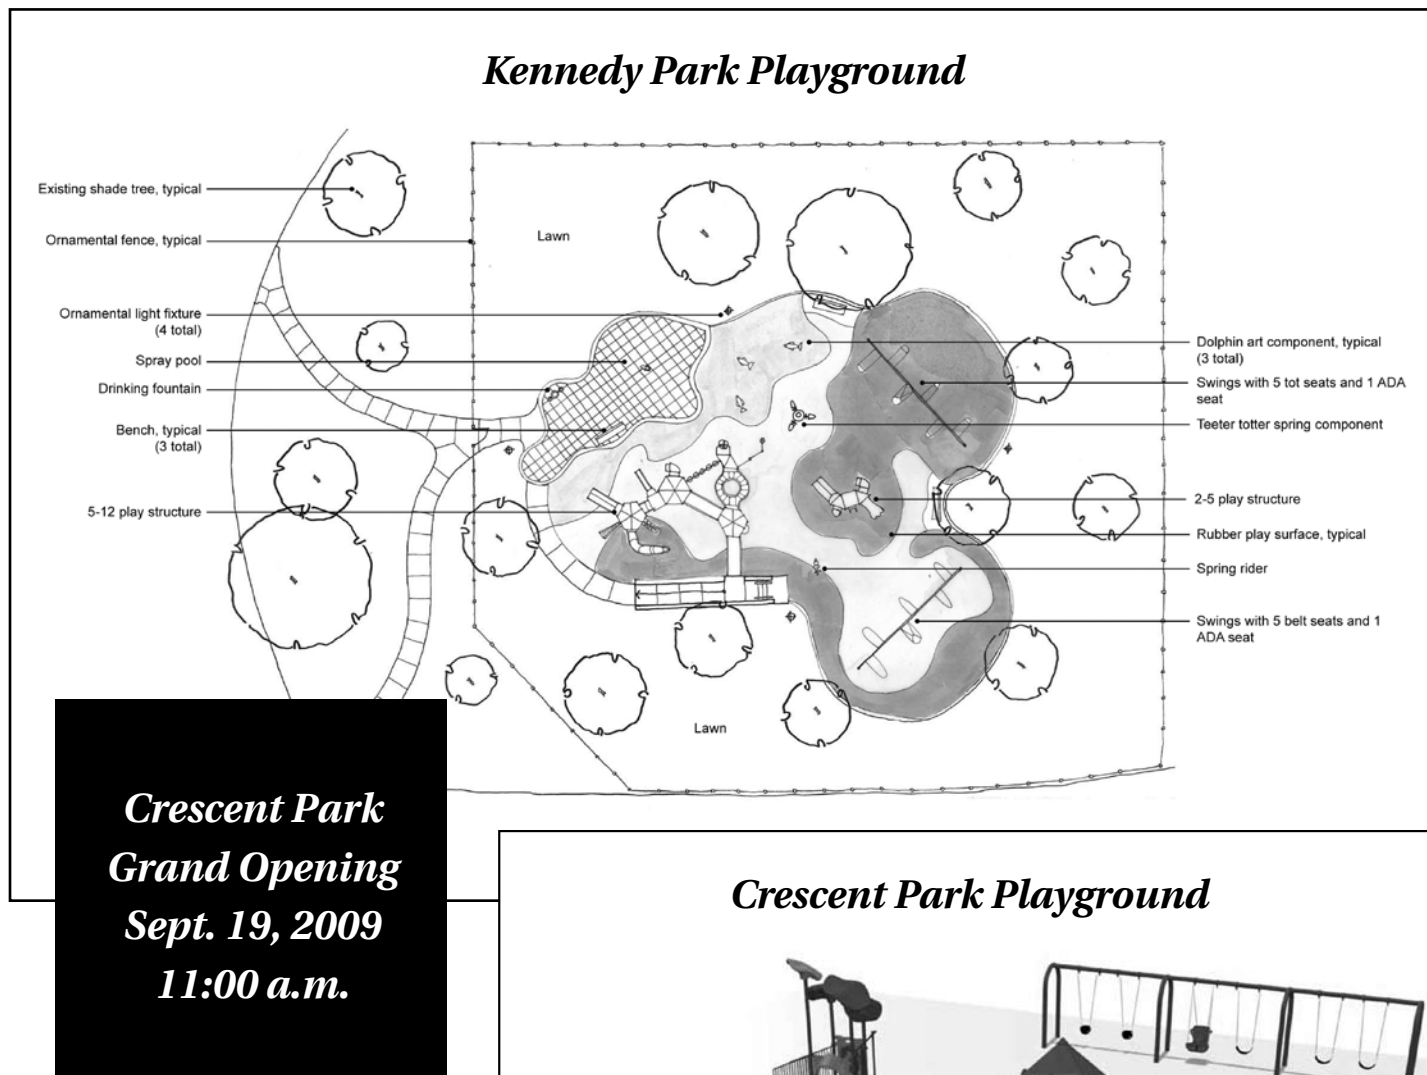 Kennedy Park Playground
Existing shade tree, typical
Ornamental fence, typical
Lawn
Ornamental light fixture
(4 total)
Spray pool
Drinking fountain
Bench, typical
(3 total)
5-12 play structure
Dolphin art component, typical
(3 total)
Swings with 5 tot seats and 1 ADA
seat
Teeter totter spring component
2-5 play structure
Rubber play surface, typical
Spring rider
Swings with 5 belt seats and 1
ADA seat
Lawn
Crescent Park
Grand Opening
Sept. 19, 2009
11:00 a.m.
Crescent Park Playground